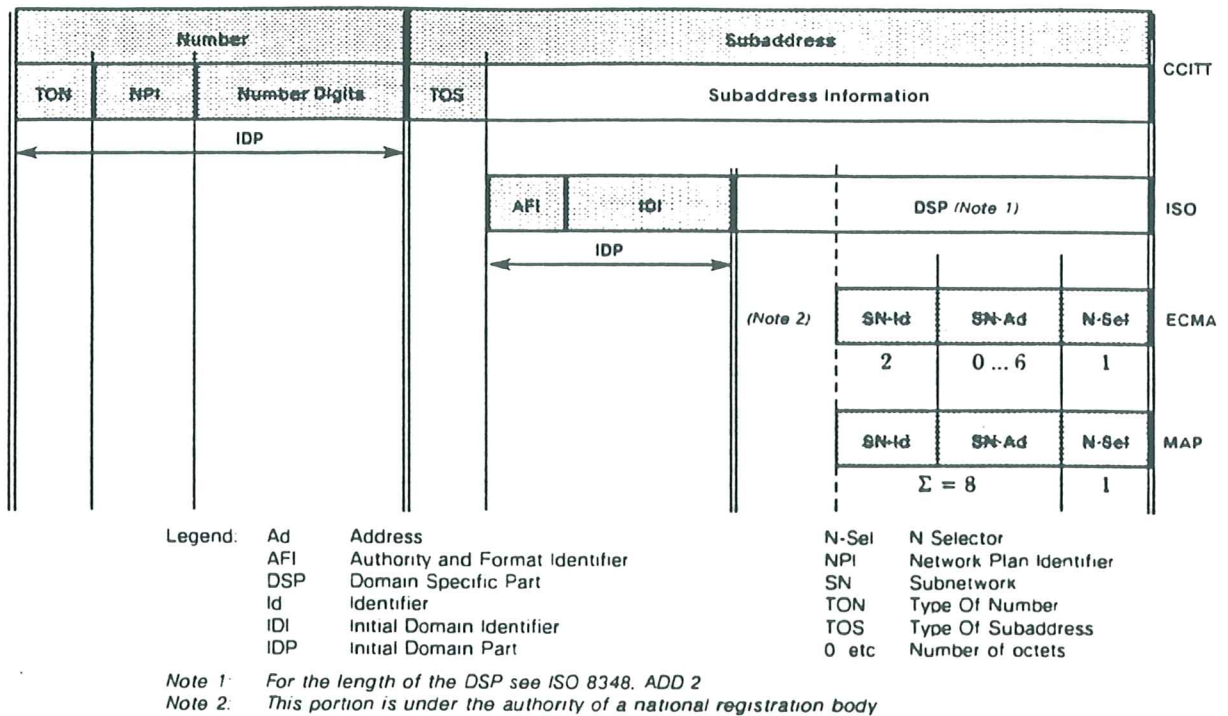 Number Subaddress
CCITT
TON NPI Number Digits TOS Subaddress Information
IDP
AFI IDI DSP (Note 1) ISO
IDP
(Note 2) SN-Id SN-Ad N-Sel ECMA
2 0 ... 6 1
SN-Id SN-Ad N-Sel MAP
Σ = 8 1
Legend: Ad Address N-Sel N Selector
AFI Authority and Format Identifier NPI Network Plan Identifier
DSP Domain Specific Part SN Subnetwork
Id Identifier TON Type Of Number
IDI Initial Domain Identifier TOS Type Of Subaddress
IDP Initial Domain Part 0 etc Number of octets
Note 1: For the length of the DSP see ISO 8348. ADD 2
Note 2: This portion is under the authority of a national registration body